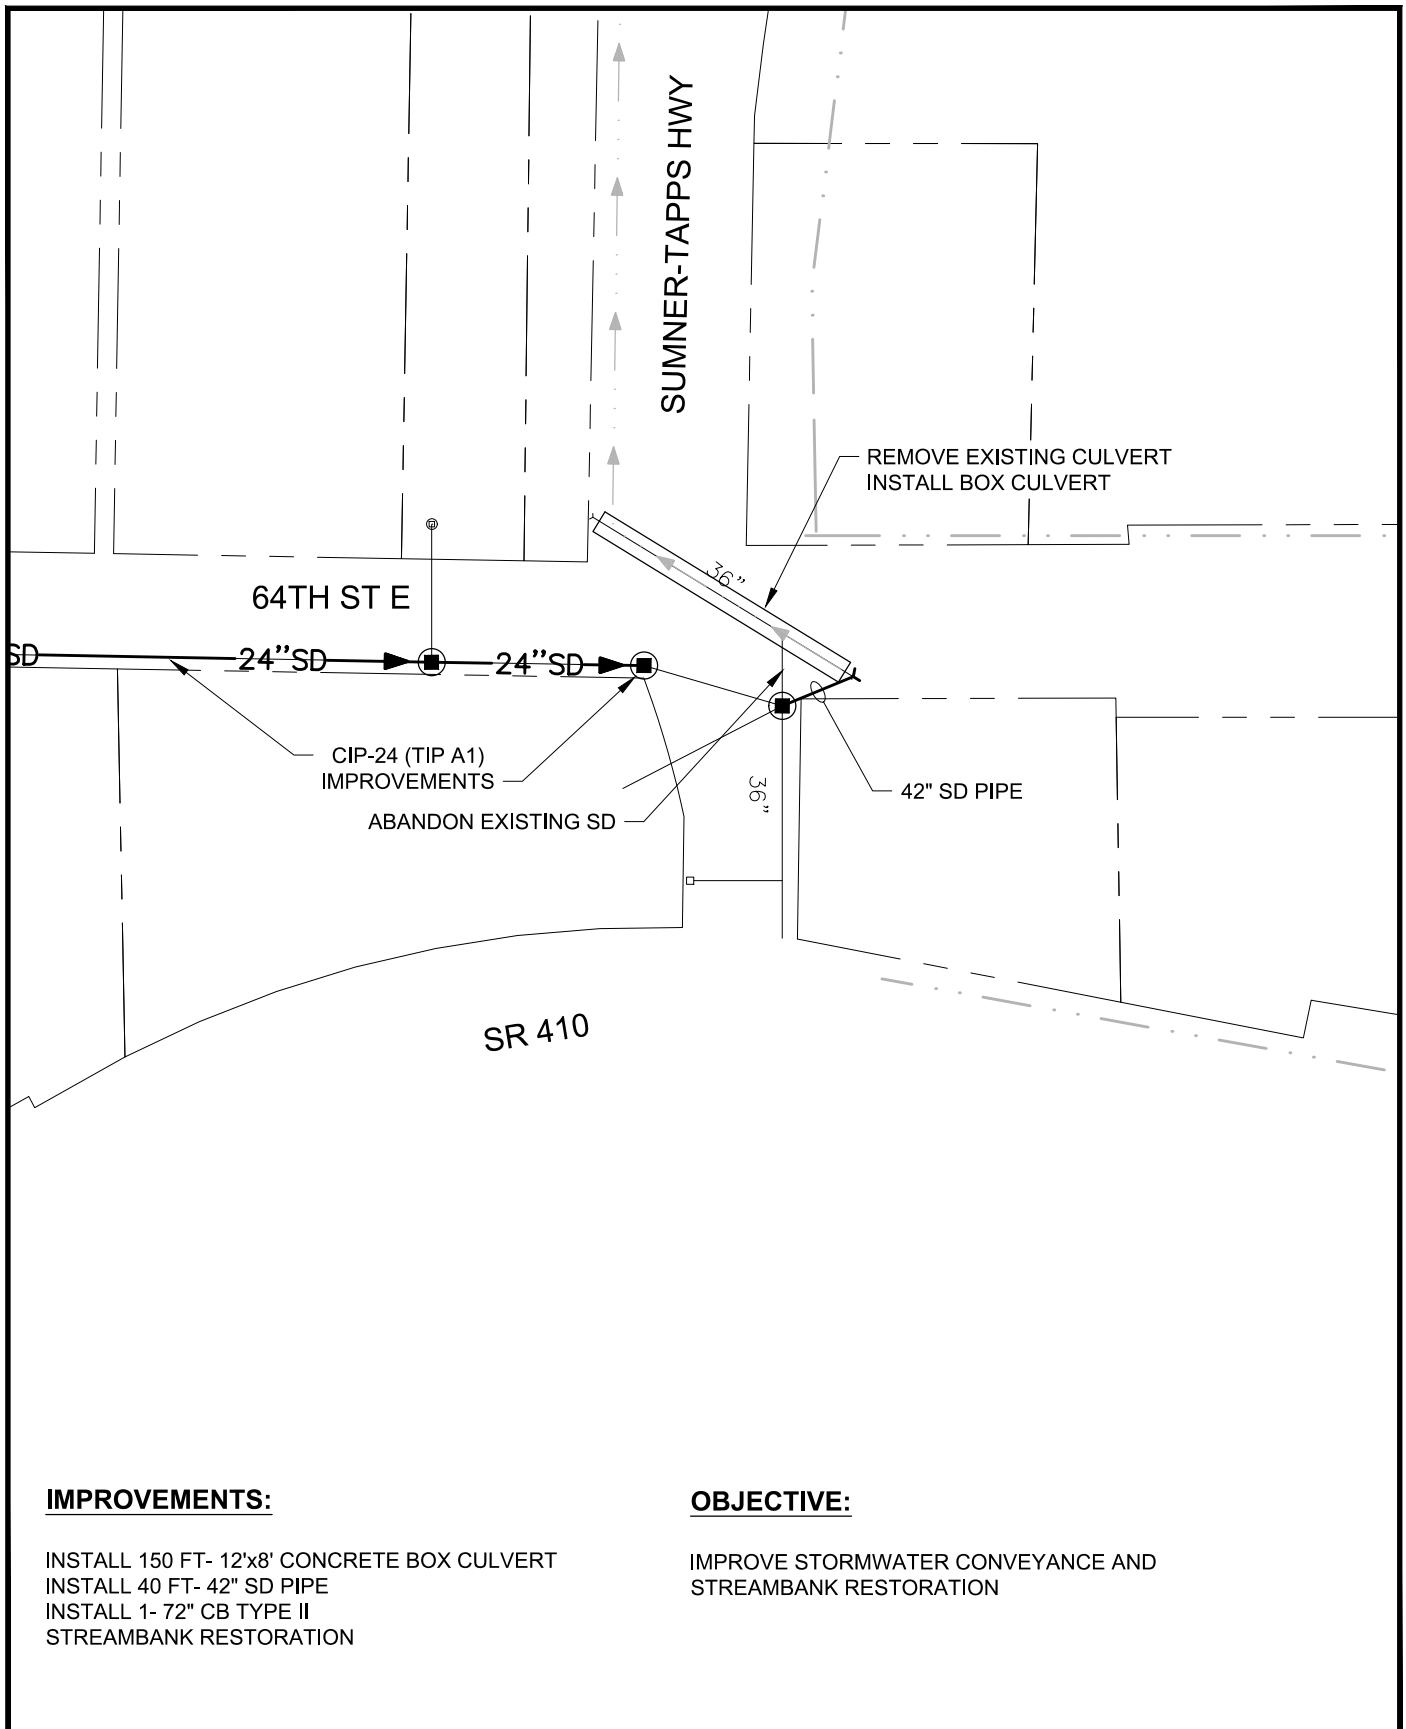 SUMNER-TAPPS HWY
REMOVE EXISTING CULVERT
INSTALL BOX CULVERT
36”
64TH ST E
SD
24”SD
24”SD
CIP-24 (TIP A1)
IMPROVEMENTS
36”
42" SD PIPE
ABANDON EXISTING SD
SR 410
IMPROVEMENTS:
INSTALL 150 FT- 12'x8' CONCRETE BOX CULVERT
INSTALL 40 FT- 42" SD PIPE
INSTALL 1- 72" CB TYPE II
STREAMBANK RESTORATION
OBJECTIVE:
IMPROVE STORMWATER CONVEYANCE AND
STREAMBANK RESTORATION